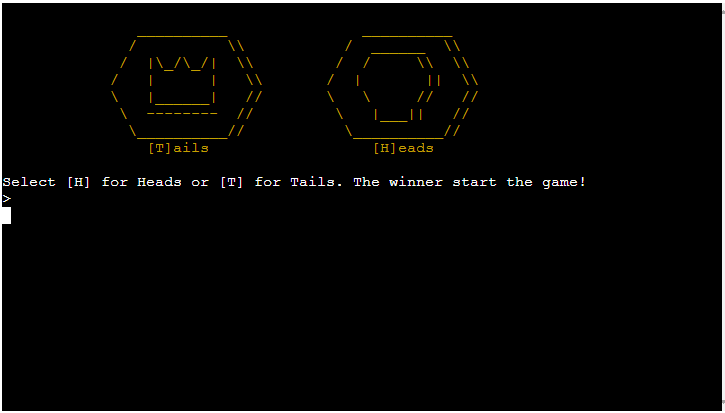 [T]ails [H]eads
Select [H] for Heads or [T] for Tails. The winner start the game!
>